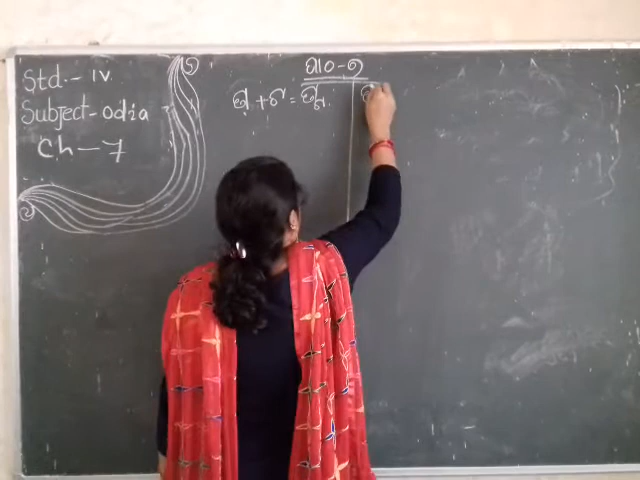 Std.- IV
Subject-odia
Ch - 7
ପାଠ-୭